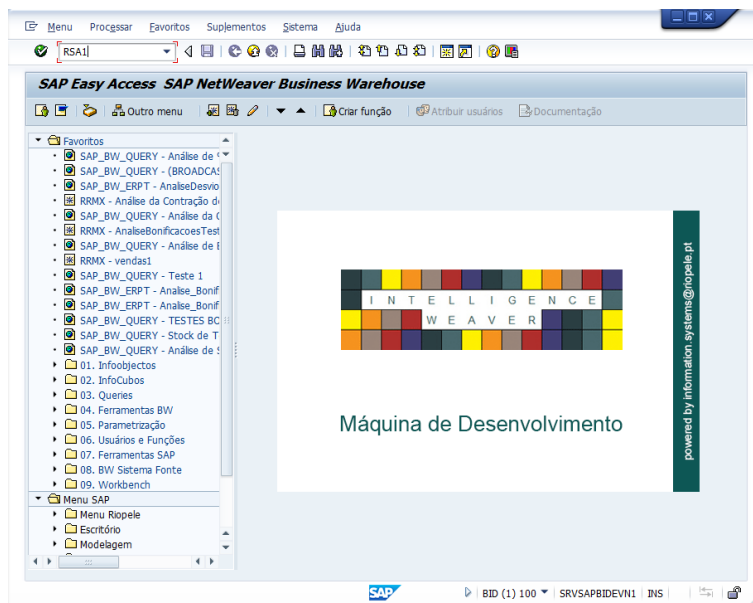 Menu Processar Favoritos Suplementos Sistema Ajuda
RSA1
SAP Easy Access SAP NetWeaver Business Warehouse
Outro menu Criar função Atribuir usuários Documentação
Favoritos
SAP_BW_QUERY - Análise de
SAP_BW_QUERY - (BROADCAS
SAP_BW_ERPT - AnaliseDesvio
RRMX - Análise da Contração d
SAP_BW_QUERY - Análise da
RRMX - AnaliseBonificacoesTest
SAP_BW_QUERY - Análise de
RRMX - vendas1
SAP_BW_QUERY - Teste 1
SAP_BW_ERPT - Analise_Bonif
SAP_BW_ERPT - Analise_Bonif
SAP_BW_QUERY - TESTES BO
SAP_BW_QUERY - Stock de T
SAP_BW_QUERY - Análise de
01. Infoobjectos
02. InfoCubos
03. Queries
04. Ferramentas BW
05. Parametrização
06. Usuários e Funções
07. Ferramentas SAP
08. BW Sistema Fonte
09. Workbench
Menu SAP
Menu Riopele
Escritório
Modelagem
INTELLIGENCE
WEAVER
Máquina de Desenvolvimento
powered by information.systems@riopele.pt
SAP BID (1) 100 SRVSAPBIDEVN1 INS